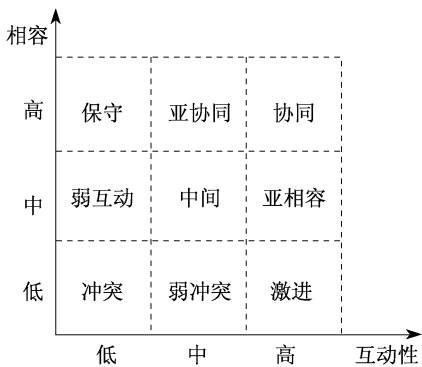 相容
高 保守 亚协同 协同
中 弱互动 中间 亚相容
低 冲突 弱冲突 激进
低 中 高 互动性